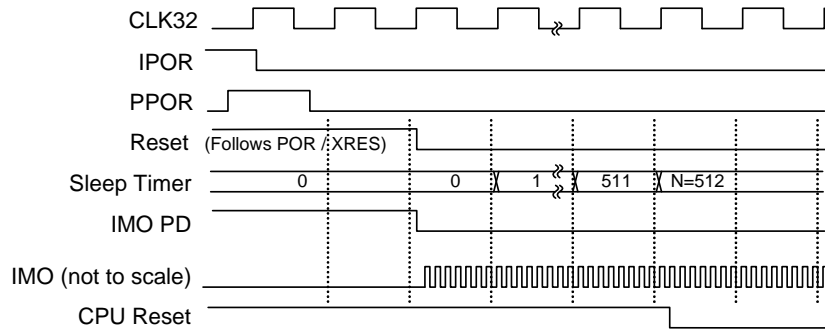 CLK32
IPOR
PPOR
Reset (Follows POR / XRES)
Sleep Timer 0 0 1 511 N=512
IMO PD
IMO (not to scale)
CPU Reset